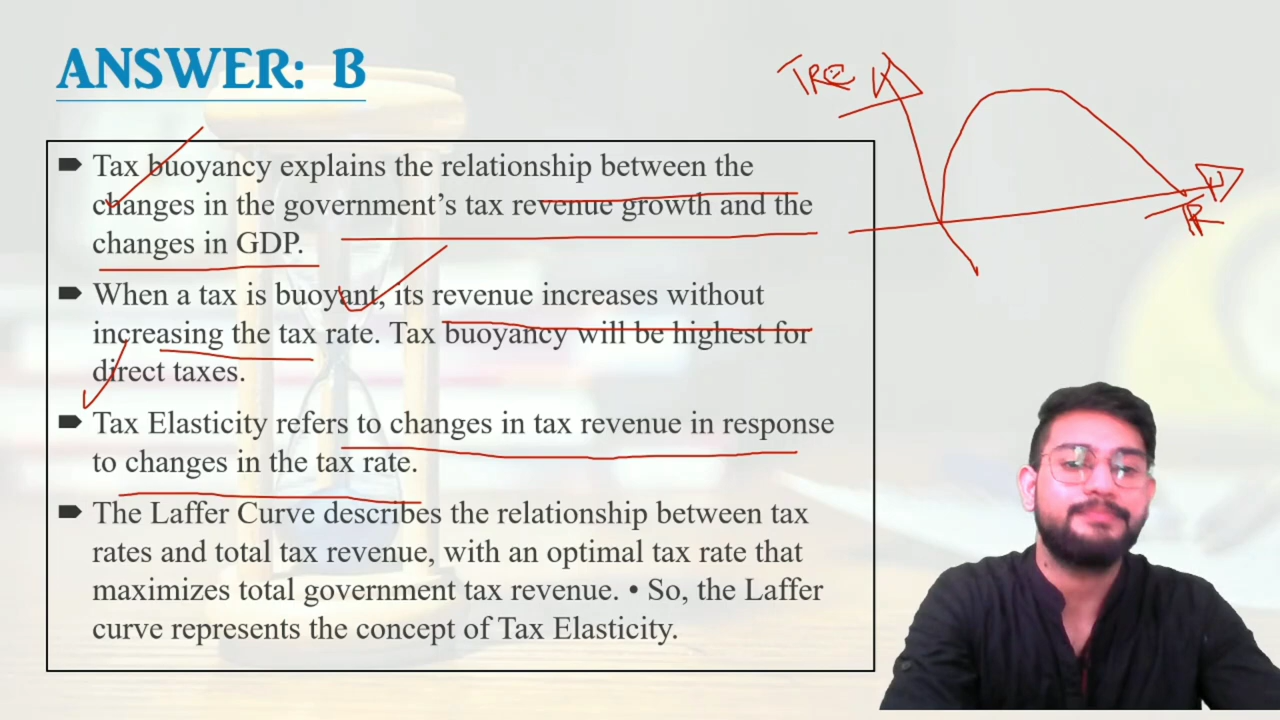 ANSWER: B
Tax buoyancy explains the relationship between the
changes in the government's tax revenue growth and the
changes in GDP.
When a tax is buoyant, its revenue increases without
increasing the tax rate. Tax buoyancy will be highest for
direct taxes.
Tax Elasticity refers to changes in tax revenue in response
to changes in the tax rate.
The Laffer Curve describes the relationship between tax
rates and total tax revenue, with an optimal tax rate that
maximizes total government tax revenue. • So, the Laffer
curve represents the concept of Tax Elasticity.
TR